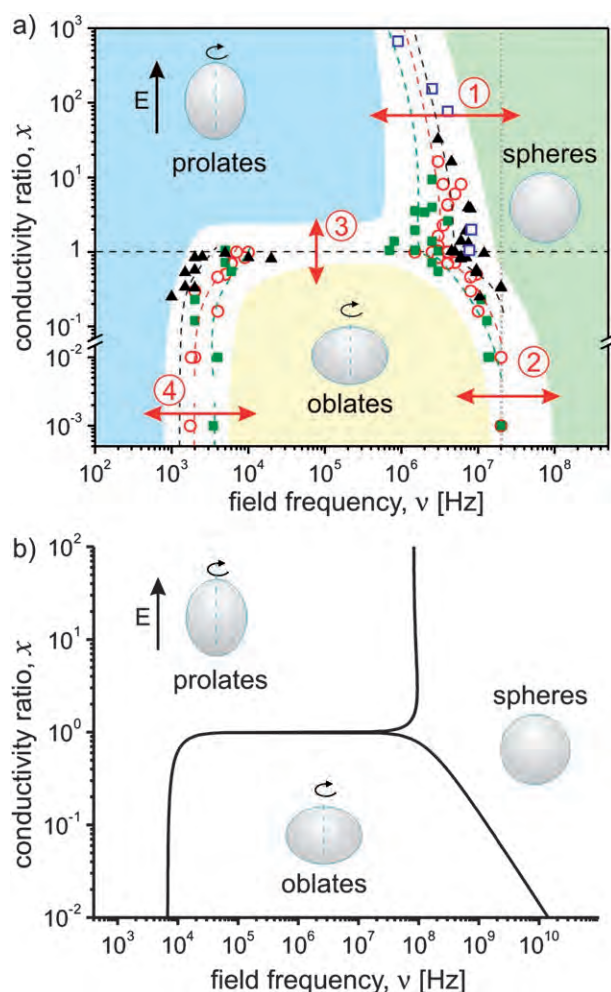 a)
10³
10²
10¹
1
10⁻¹
10⁻²
10⁻³
conductivity ratio, x
E
prolates
①
spheres
③
oblates
④
②
10² 10³ 10⁴ 10⁵ 10⁶ 10⁷ 10⁸
field frequency, ν [Hz]
b)
10²
10¹
10⁰
10⁻¹
10⁻²
conductivity ratio, x
E
prolates
spheres
oblates
10³ 10⁴ 10⁵ 10⁶ 10⁷ 10⁸ 10⁹ 10¹⁰
field frequency, ν [Hz]